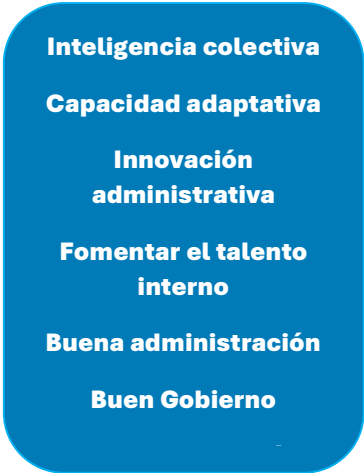 Inteligencia colectiva
Capacidad adaptativa
Innovación
administrativa
Fomentar el talento
interno
Buena administración
Buen Gobierno